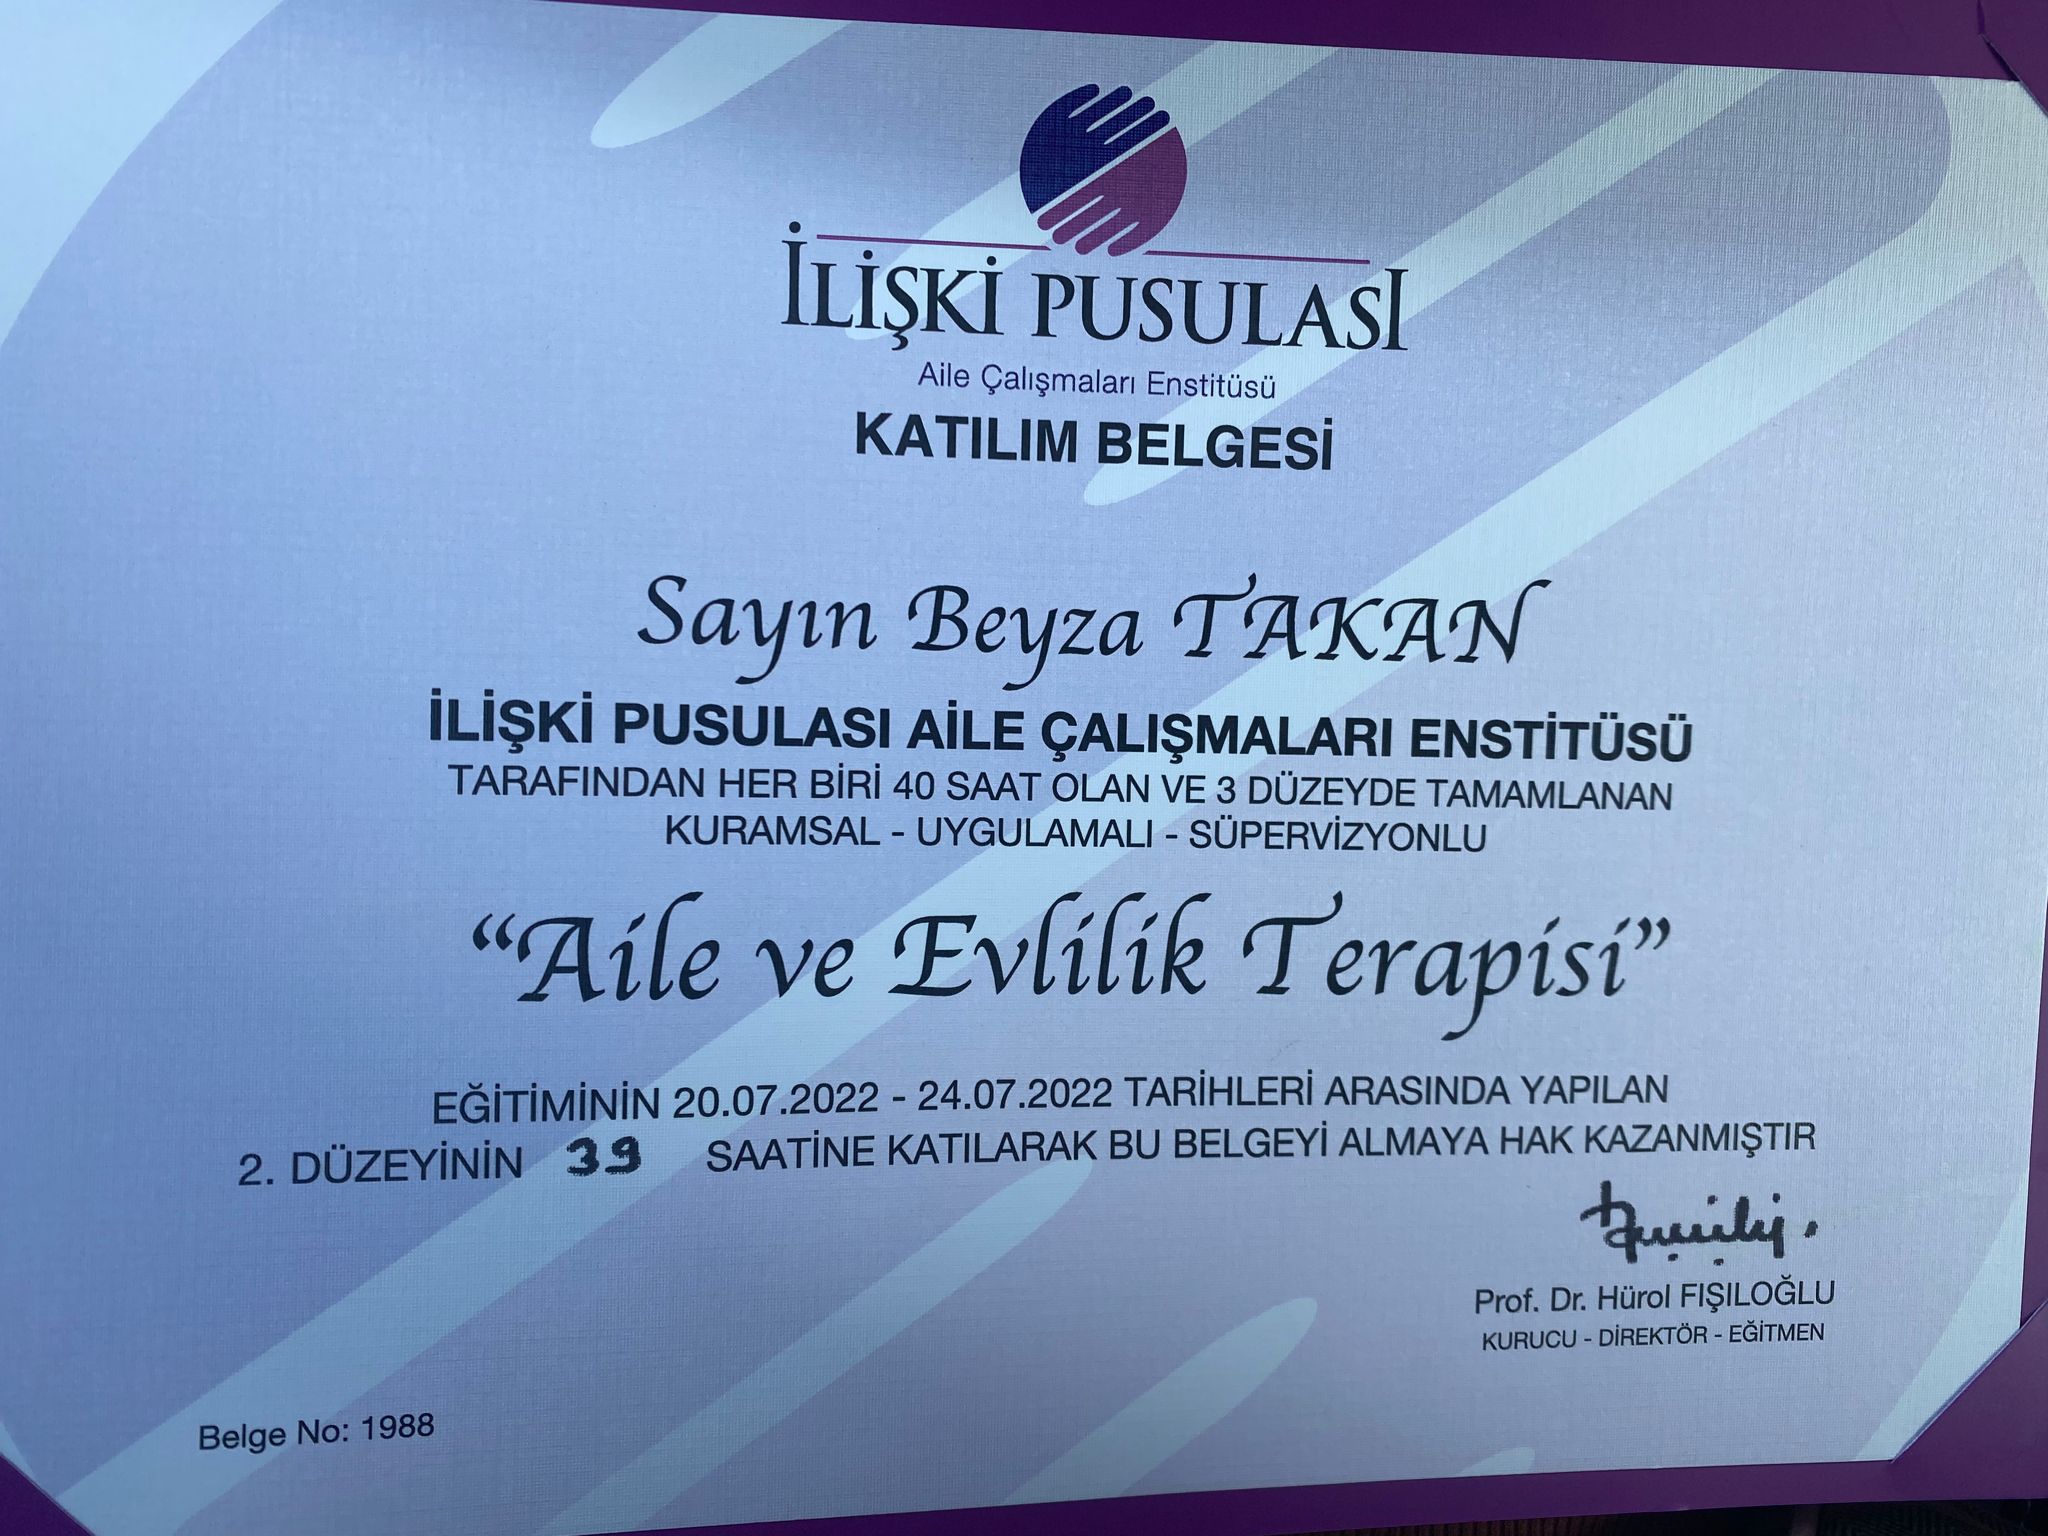 İLİŞKİ PUSULASI
Aile Çalışmaları Enstitüsü
KATILIM BELGESİ
Sayın Beyza TAKAN
İLİŞKİ PUSULASI AİLE ÇALIŞMALARI ENSTİTÜSÜ
TARAFINDAN HER BİRİ 40 SAAT OLAN VE 3 DÜZEYDE TAMAMLANAN
KURAMSAL - UYGULAMALI - SÜPERVİZYONLU
“Aile ve Evlilik Terapisi”
EĞİTİMİNİN 20.07.2022 - 24.07.2022 TARİHLERİ ARASINDA YAPILAN
2. DÜZEYİNİN 39 SAATİNE KATILARAK BU BELGEYİ ALMAYA HAK KAZANMIŞTIR
Prof. Dr. Hürol FIŞILOĞLU
KURUCU - DİREKTÖR - EĞİTMEN
Belge No: 1988